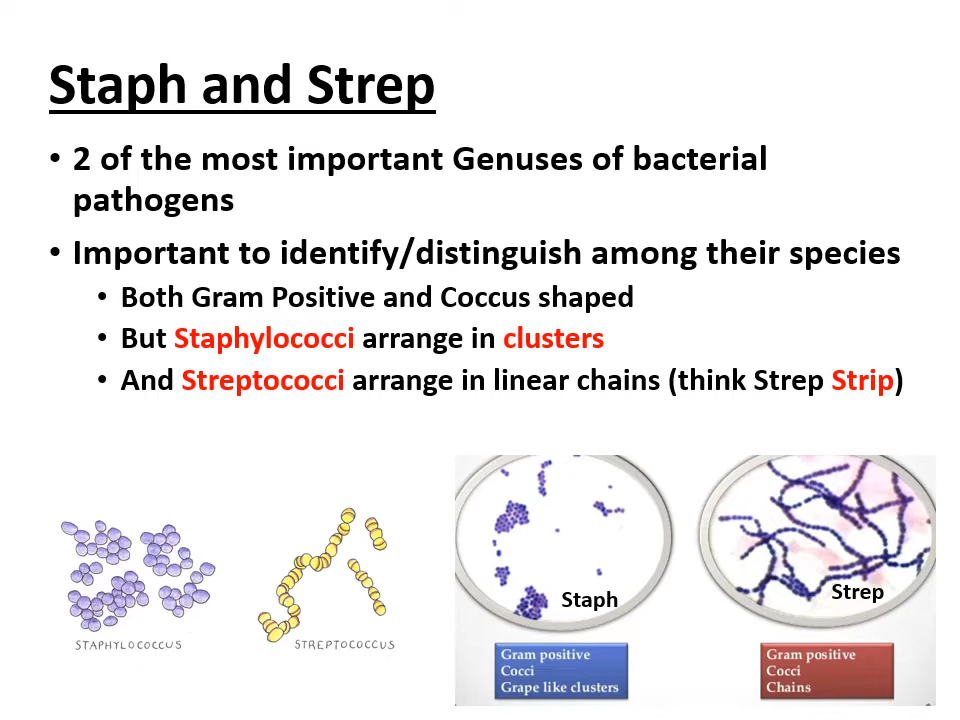 Staph and Strep
• 2 of the most important Genuses of bacterial
pathogens
• Important to identify/distinguish among their species
• Both Gram Positive and Coccus shaped
• But Staphylococci arrange in clusters
• And Streptococci arrange in linear chains (think Strep Strip)
STAPHYLOCOCCUS
STREPTOCOCCUS
Staph
Strep
Gram positive
Cocci
Grape like clusters
Gram positive
Cocci
Chains